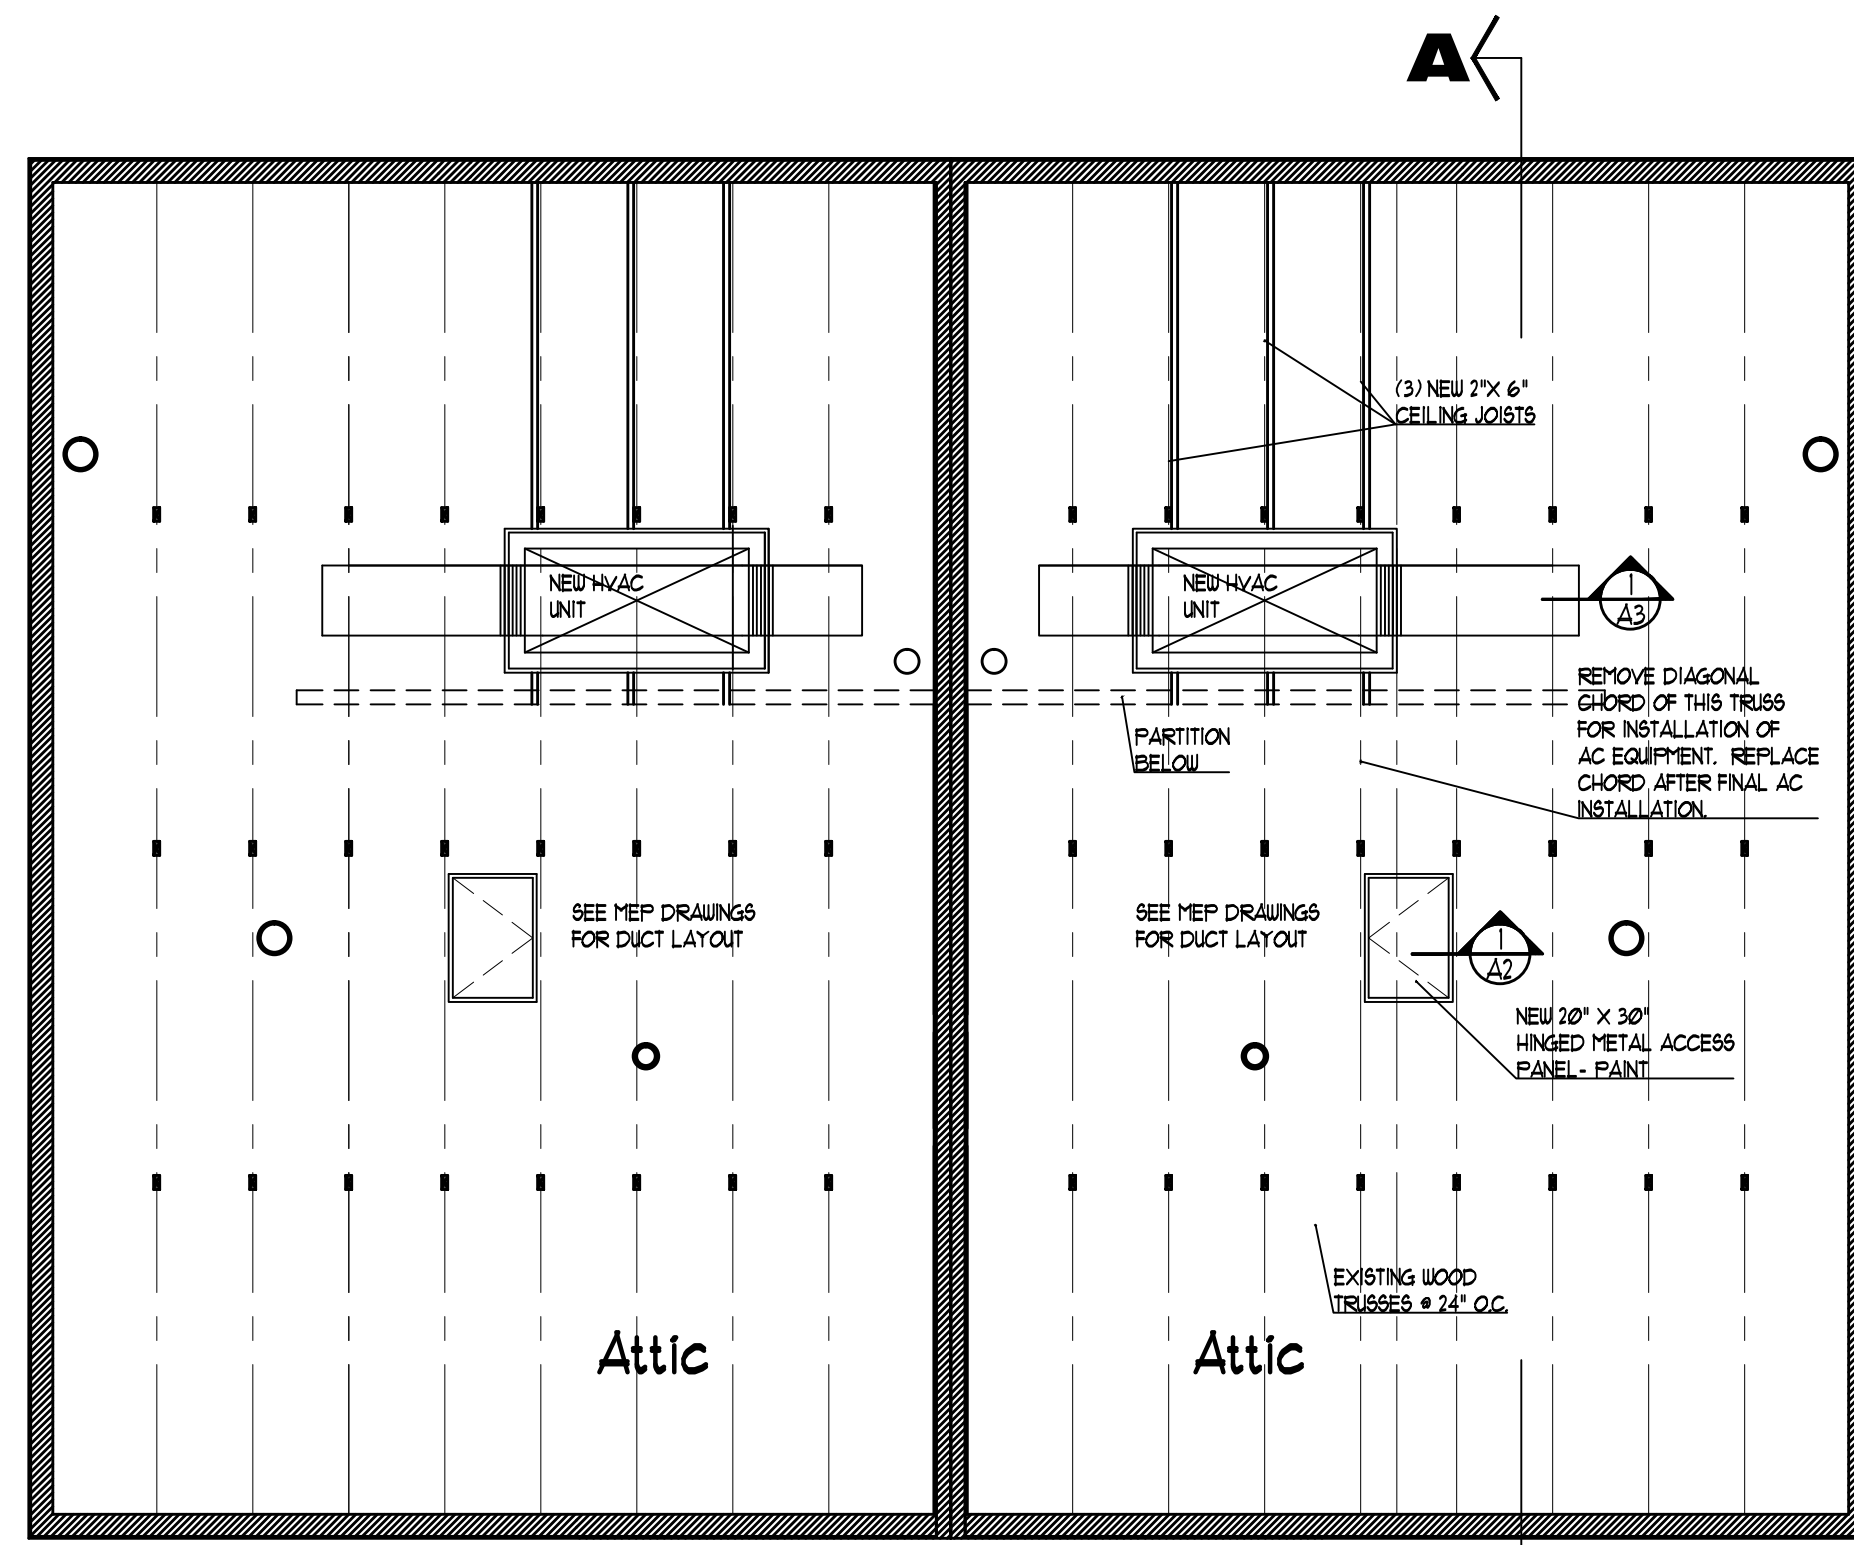 A
(3) NEW 2"X 6"
CEILING JOISTS
NEW HVAC
UNIT
NEW HVAC
UNIT
1
A3
REMOVE DIAGONAL
CHORD OF THIS TRUSS
FOR INSTALLATION OF
AC EQUIPMENT. REPLACE
CHORD AFTER FINAL AC
INSTALLATION.
PARTITION
BELOW
SEE MEP DRAWINGS
FOR DUCT LAYOUT
SEE MEP DRAWINGS
FOR DUCT LAYOUT
1
A2
NEW 20" X 30"
HINGED METAL ACCESS
PANEL- PAINT
EXISTING WOOD
TRUSSES @ 24" O.C.
Attic
Attic